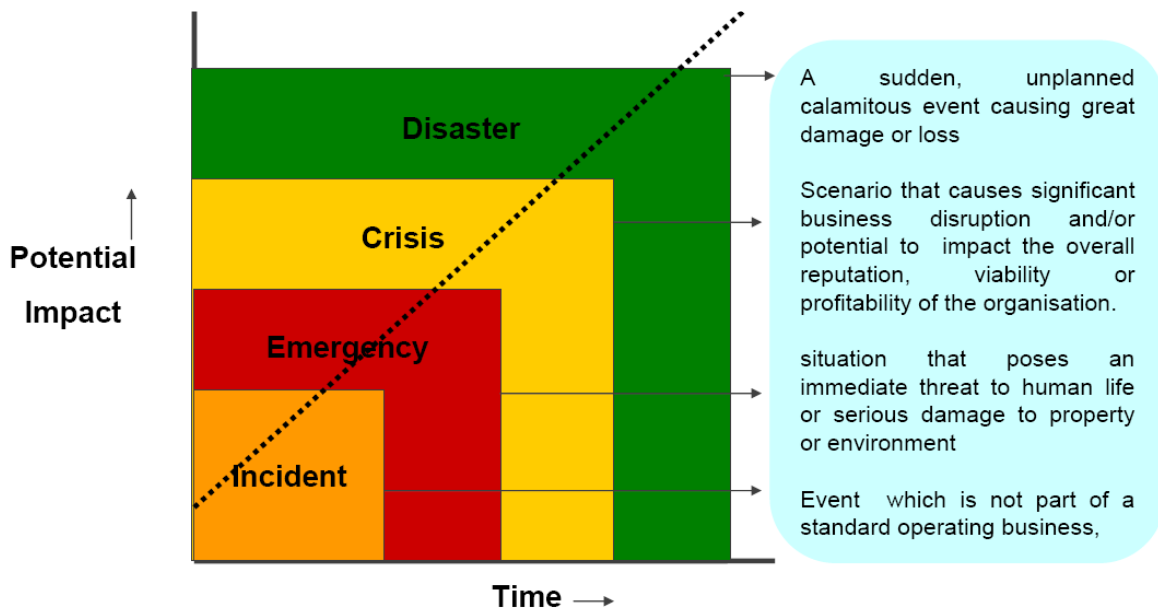 Disaster
Crisis
Emergency
Incident
Potential
Impact
Time
A sudden, unplanned
calamitous event causing great
damage or loss
Scenario that causes significant
business disruption and/or
potential to impact the overall
reputation, viability or
profitability of the organisation.
situation that poses an
immediate threat to human life
or serious damage to property
or environment
Event which is not part of a
standard operating business,